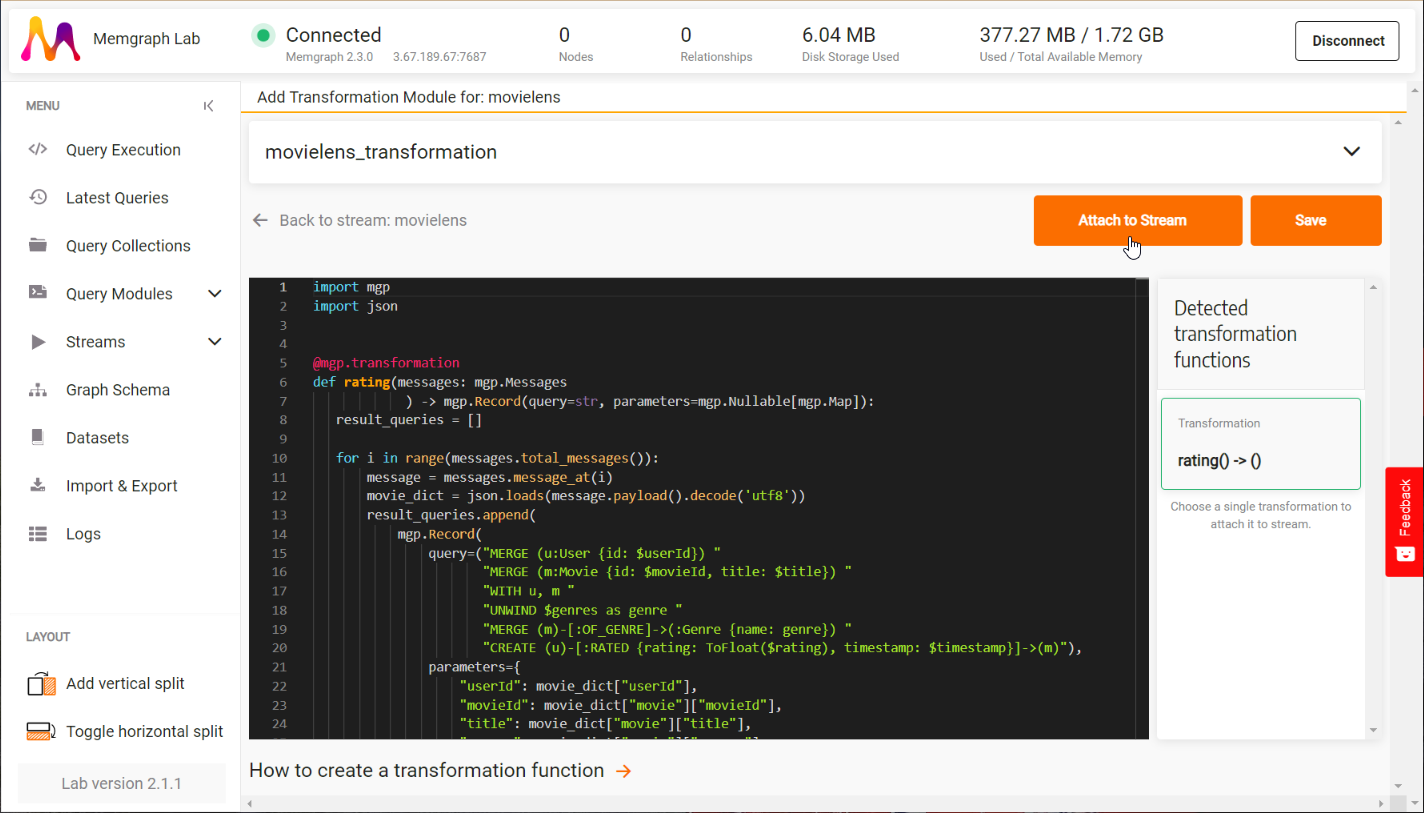 Memgraph Lab
Connected
Memgraph 2.3.0 3.67.189.67:7687
0
Nodes
0
Relationships
6.04 MB
Disk Storage Used
377.27 MB / 1.72 GB
Used / Total Available Memory
Disconnect
MENU
Query Execution
Latest Queries
Query Collections
Query Modules
Streams
Graph Schema
Datasets
Import & Export
Logs
LAYOUT
Add vertical split
Toggle horizontal split
Lab version 2.1.1
Add Transformation Module for: movielens
movielens_transformation
Back to stream: movielens
Attach to Stream
Save
1 import mgp
2 import json
3
4
5 @mgp.transformation
6 def rating(messages: mgp.Messages
7 ) -> mgp.Record(query=str, parameters=mgp.Nullable[mgp.Map]):
8 result_queries = []
9
10 for i in range(messages.total_messages()):
11 message = messages.message_at(i)
12 movie_dict = json.loads(message.payload().decode('utf8'))
13 result_queries.append(
14 mgp.Record(
15 query=("MERGE (u:User {id: $userId}) "
16 "MERGE (m:Movie {id: $movieId, title: $title}) "
17 "WITH u, m "
18 "UNWIND $genres as genre "
19 "MERGE (m)-[:OF_GENRE]->(:Genre {name: genre}) "
20 "CREATE (u)-[:RATED {rating: ToFloat($rating), timestamp: $timestamp}]->(m)"),
21 parameters={
22 "userId": movie_dict["userId"],
23 "movieId": movie_dict["movie"]["movieId"],
24 "title": movie_dict["movie"]["title"],
Detected
transformation
functions
Transformation
rating() -> ()
Choose a single transformation to
attach it to stream.
Feedback
How to create a transformation function